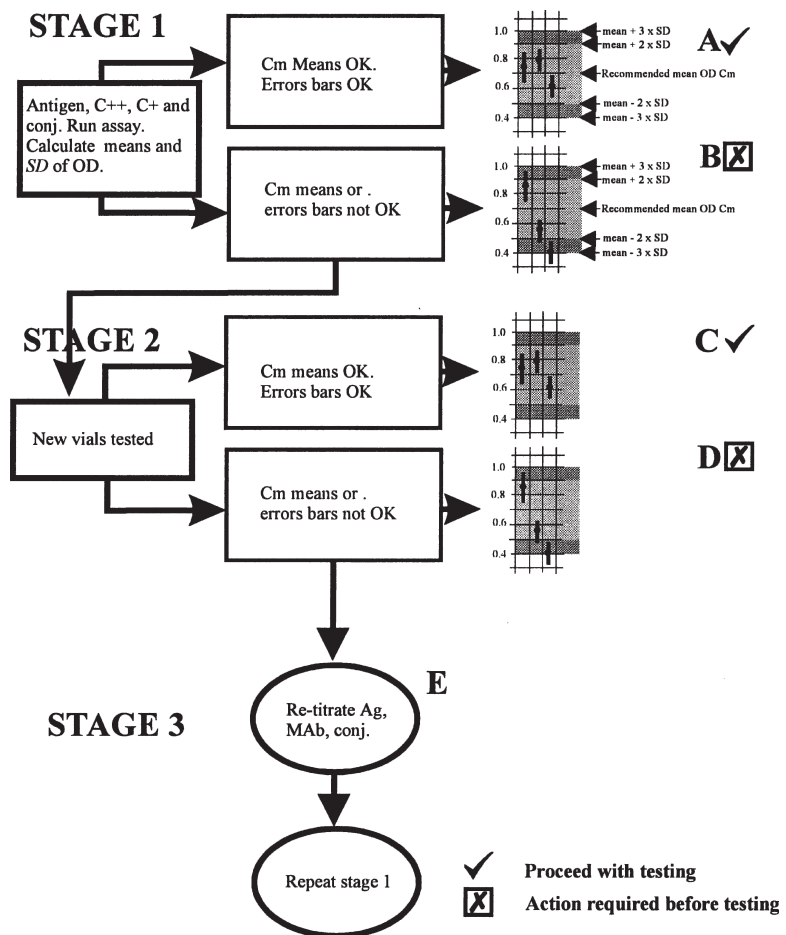 STAGE 1
Antigen, C++, C+ and
conj. Run assay.
Calculate means and
SD of OD.
Cm Means OK.
Errors bars OK
1.0
0.8
0.6
0.4
mean + 3 x SD
mean + 2 x SD
Recommended mean OD Cm
mean - 2 x SD
mean - 3 x SD
A
Cm means or .
errors bars not OK
1.0
0.8
0.6
0.4
mean + 3 x SD
mean + 2 x SD
Recommended mean OD Cm
mean - 2 x SD
mean - 3 x SD
B
STAGE 2
New vials tested
Cm means OK.
Errors bars OK
1.0
0.8
0.6
0.4
C
Cm means or .
errors bars not OK
1.0
0.8
0.6
0.4
D
STAGE 3
E
Re-titrate Ag,
MAb, conj.
Repeat stage 1
Proceed with testing
Action required before testing